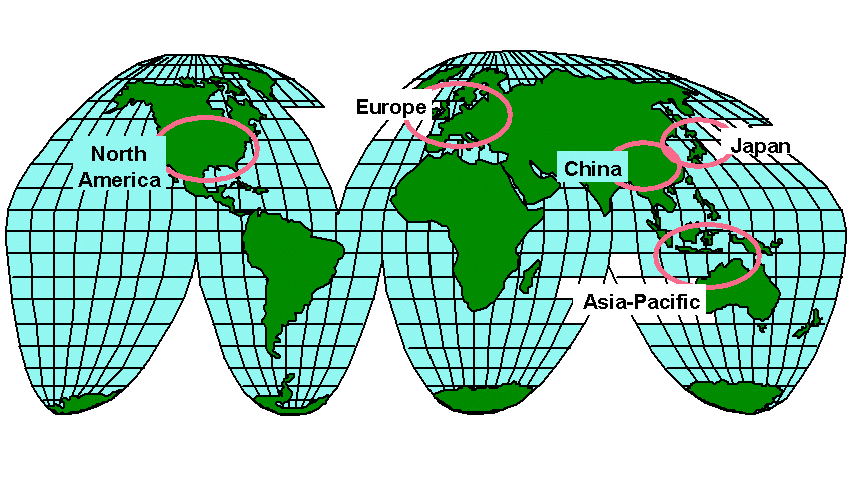 Europe
North
America
China
Japan
Asia-Pacific